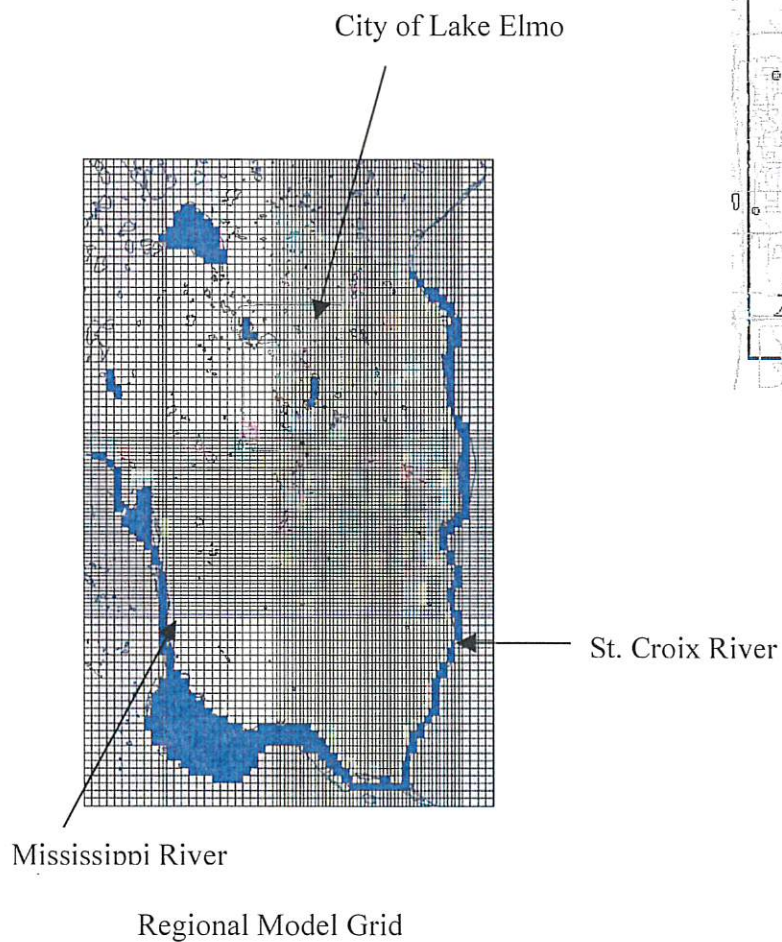 City of Lake Elmo
St. Croix River
Mississippi River
Regional Model Grid